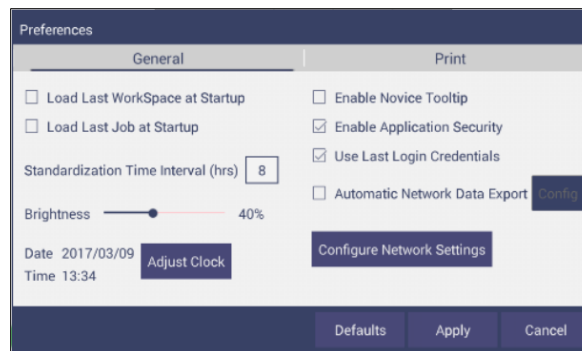 Preferences
General
Print
Load Last WorkSpace at Startup
Load Last Job at Startup
Standardization Time Interval (hrs) 8
Brightness 40%
Date 2017/03/09
Time 13:34
Adjust Clock
Enable Novice Tooltip
Enable Application Security
Use Last Login Credentials
Automatic Network Data Export Config
Configure Network Settings
Defaults Apply Cancel